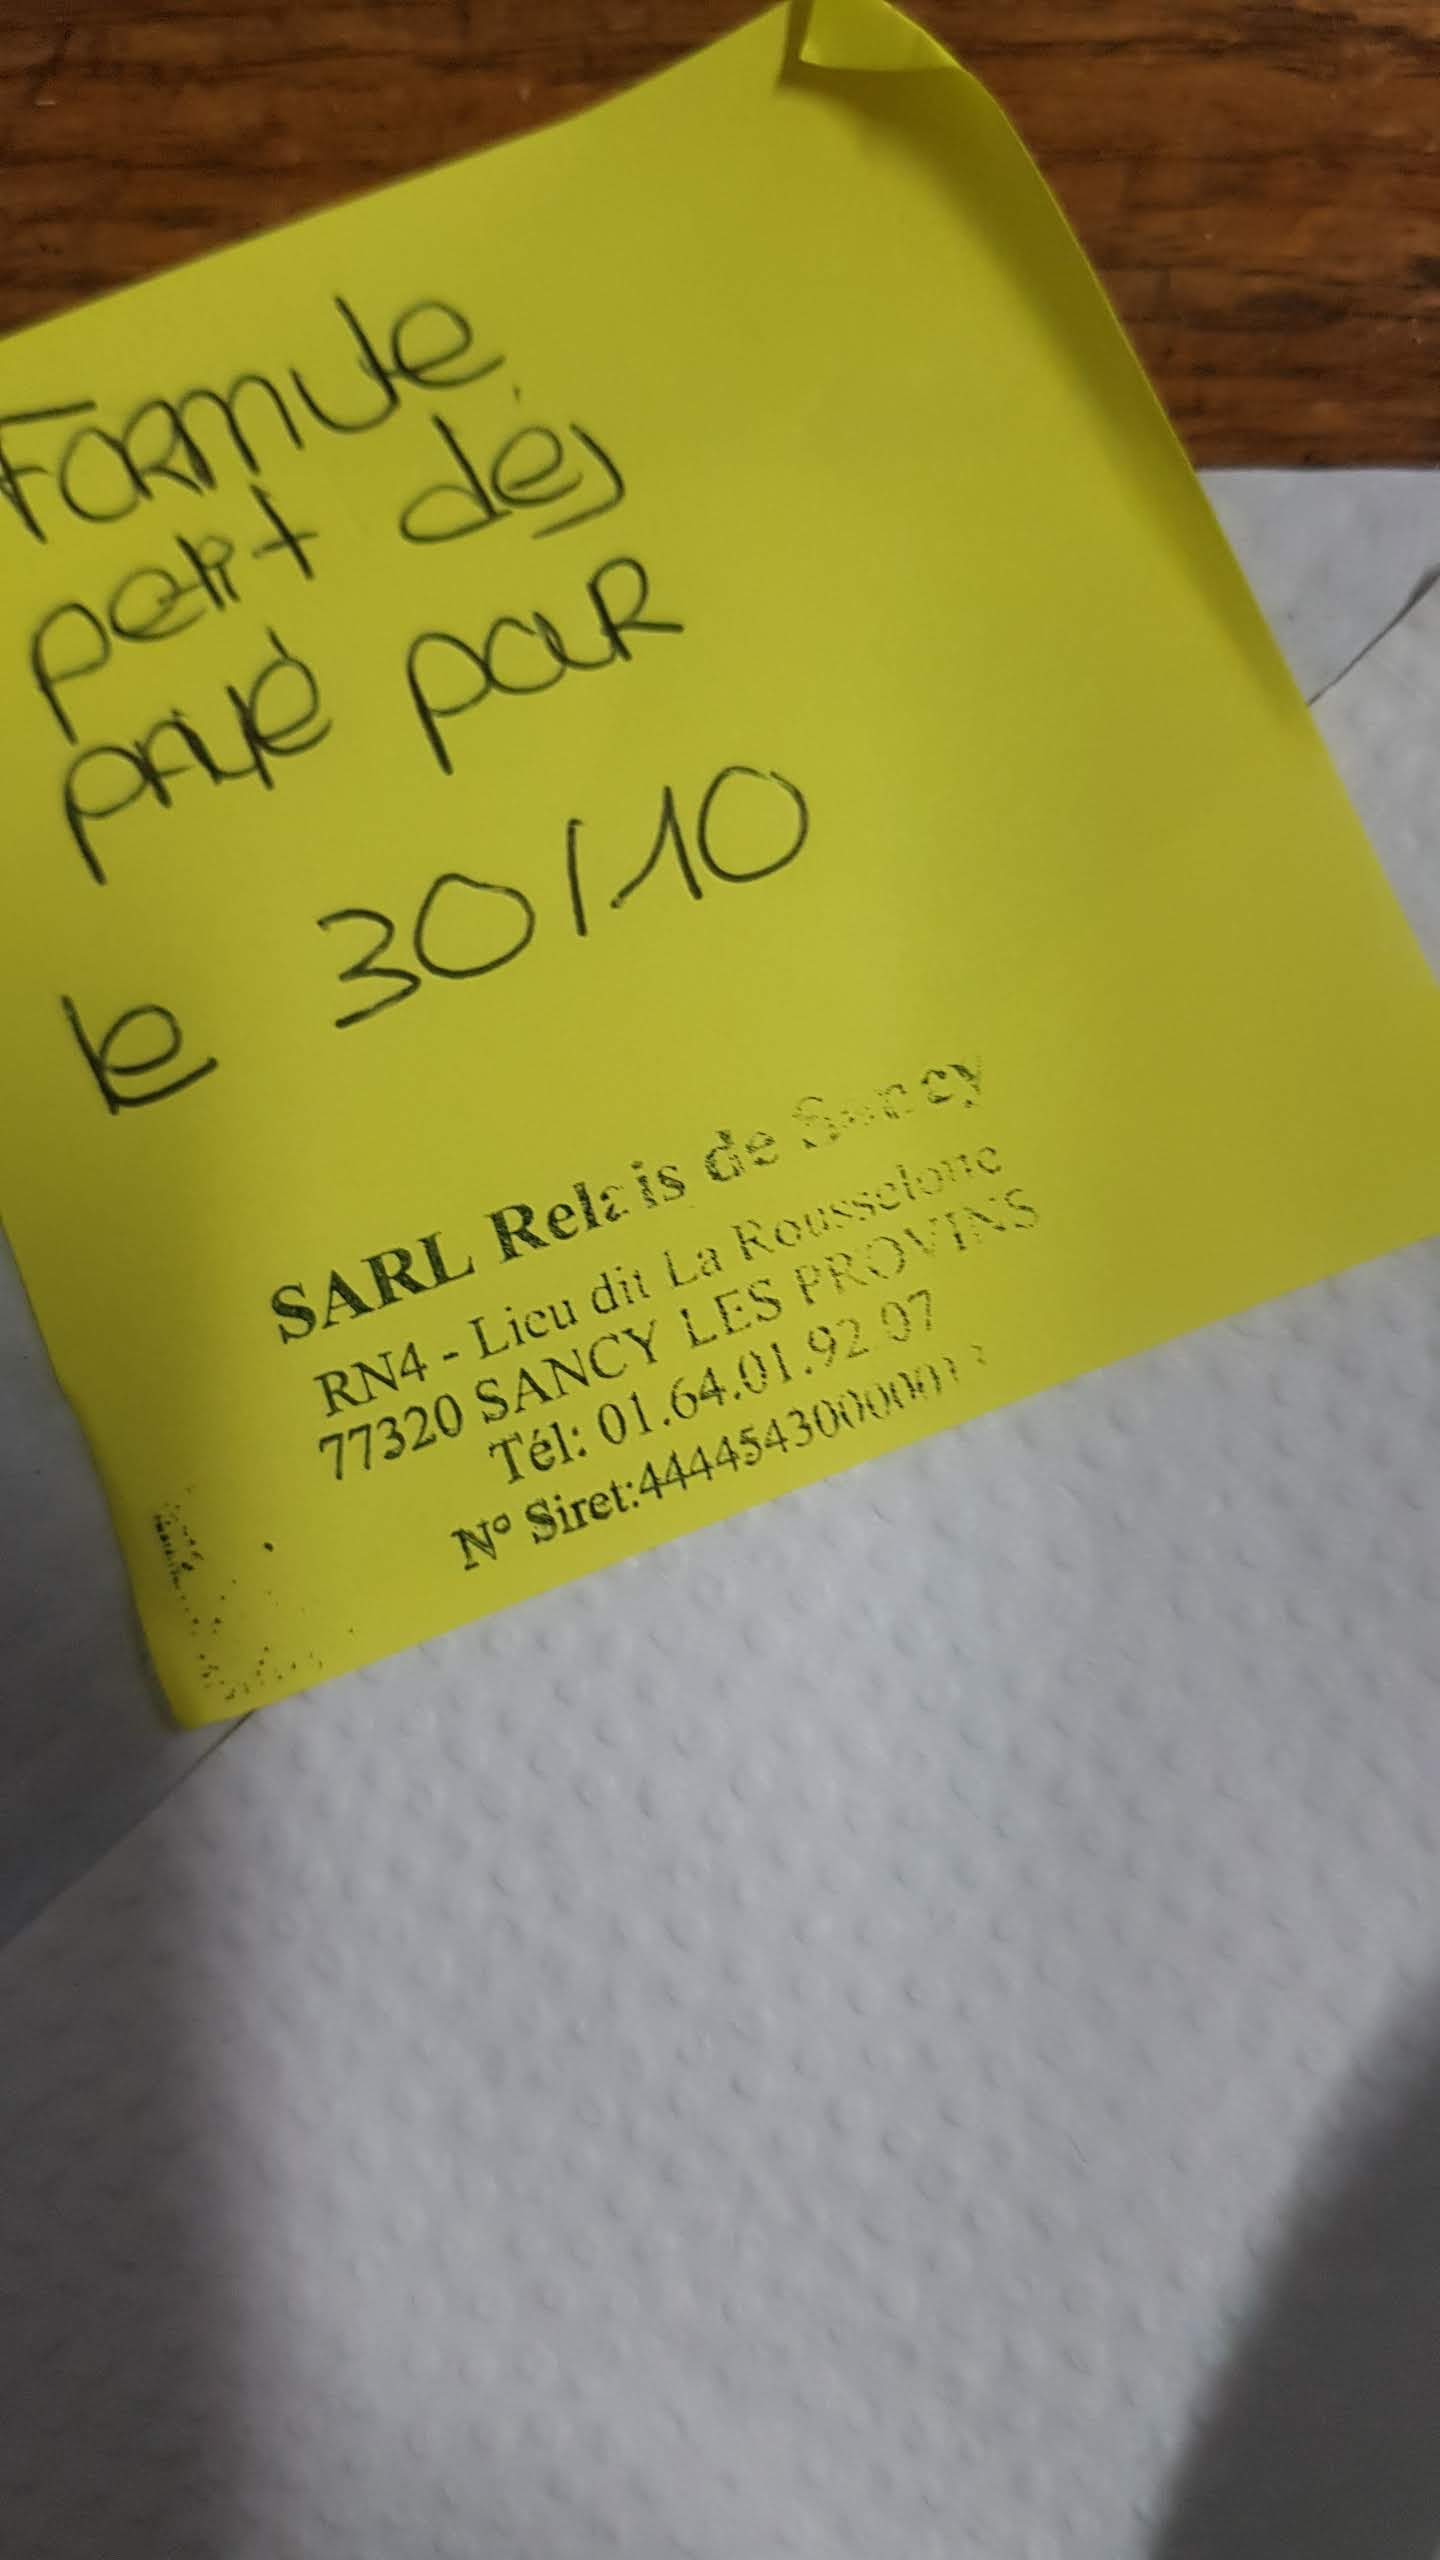 Formule
petit dej
payé pour
le 30/10
SARL Relais de Sancy
RN4 - Lieu dit La Rousselotte
77320 SANCY LES PROVINS
Tél: 01.64.01.92.07
N° Siret: